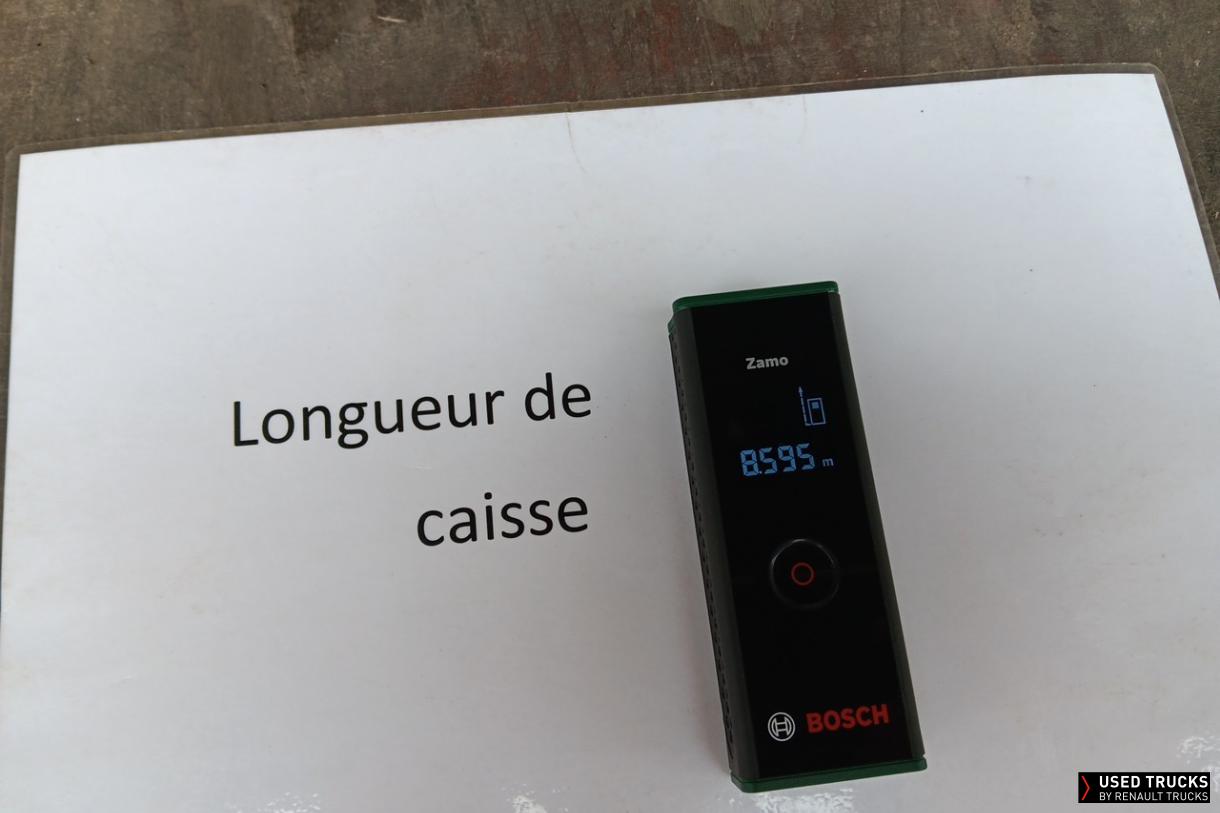 Longueur de
caisse
Zamo
8.595 m
BOSCH
USED TRUCKS
BY RENAULT TRUCKS